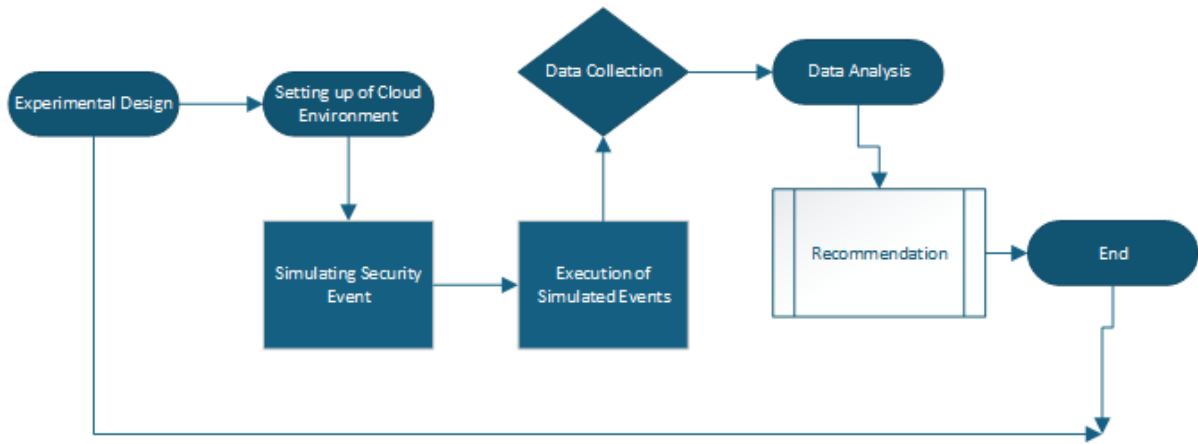 Experimental Design
Setting up of Cloud
Environment
Simulating Security
Event
Execution of
Simulated Events
Data Collection
Data Analysis
Recommendation
End